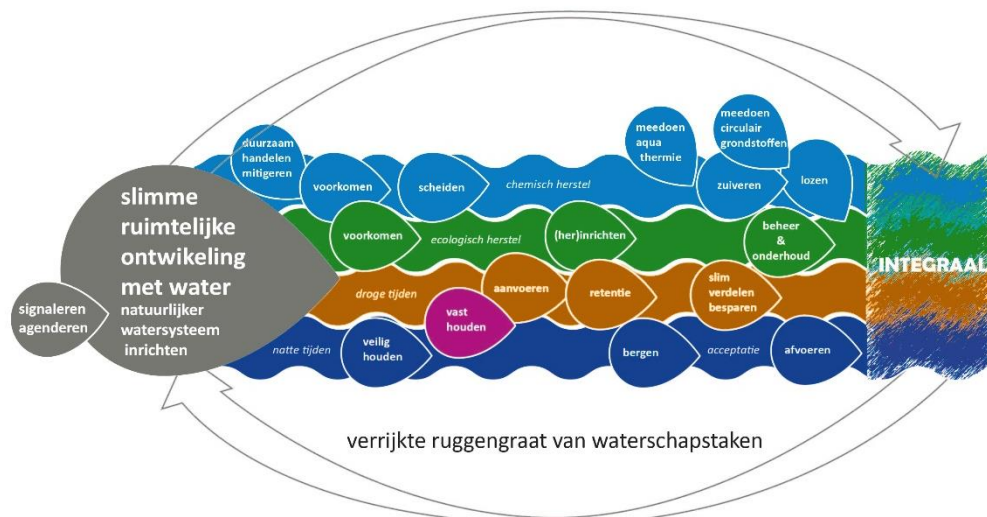 slimme
ruimtelijke
ontwikeling
met water
natuurlijker
watersysteem
inrichten
signaleren
agenderen
duurzaam
handelen
mitigeren
voorkomen
scheiden
chemisch herstel
meedoen
aqua
thermie
meedoen
circulair
grondstoffen
zuiveren
lozen
voorkomen
ecologisch herstel
(her)inrichten
beheer
&
onderhoud
droge tijden
aanvoeren
retentie
slim
verdelen
besparen
vast
houden
natte tijden
veilig
houden
bergen
acceptatie
afvoeren
INTEGRAAL
verrijkte ruggengraat van waterschapstaken